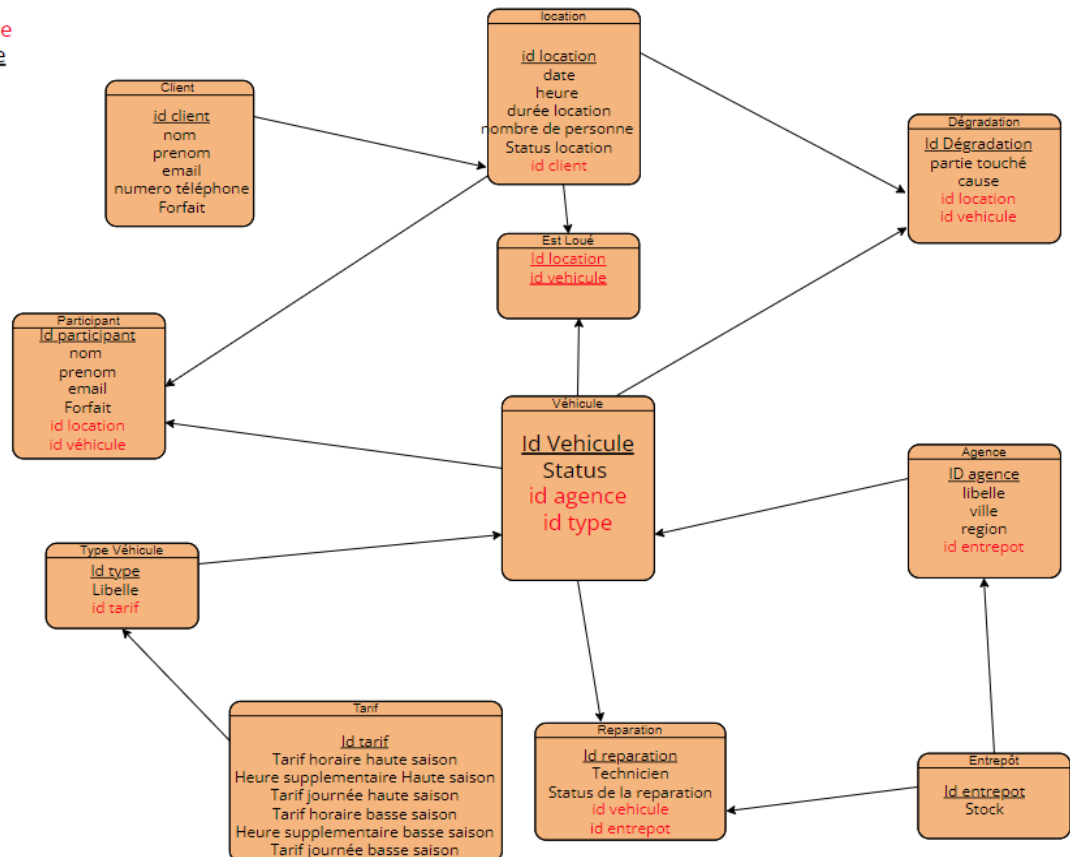 e
e
location
id location
date
heure
durée location
nombre de personne
Status location
id client
Client
id client
nom
prenom
email
numero téléphone
Forfait
Dégradation
Id Dégradation
partie touché
cause
id location
id vehicule
Est Loué
Id location
id vehicule
Participant
Id participant
nom
prenom
email
Forfait
id location
id véhicule
Véhicule
Id Vehicule
Status
id agence
id type
Agence
ID agence
libelle
ville
region
id entrepot
Type Véhicule
Id type
Libelle
id tarif
Tarif
Id tarif
Tarif horaire haute saison
Heure supplementaire Haute saison
Tarif journée haute saison
Tarif horaire basse saison
Heure supplementaire basse saison
Tarif journée basse saison
Reparation
Id reparation
Technicien
Status de la reparation
id vehicule
id entrepot
Entrepôt
Id entrepot
Stock